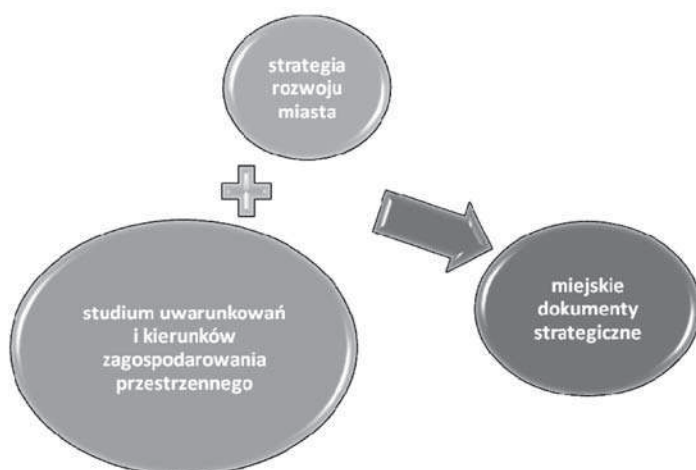 strategia
rozwoju
miasta
studium uwarunkowań
i kierunków
zagospodarowania
przestrzennego
miejskie
dokumenty
strategiczne